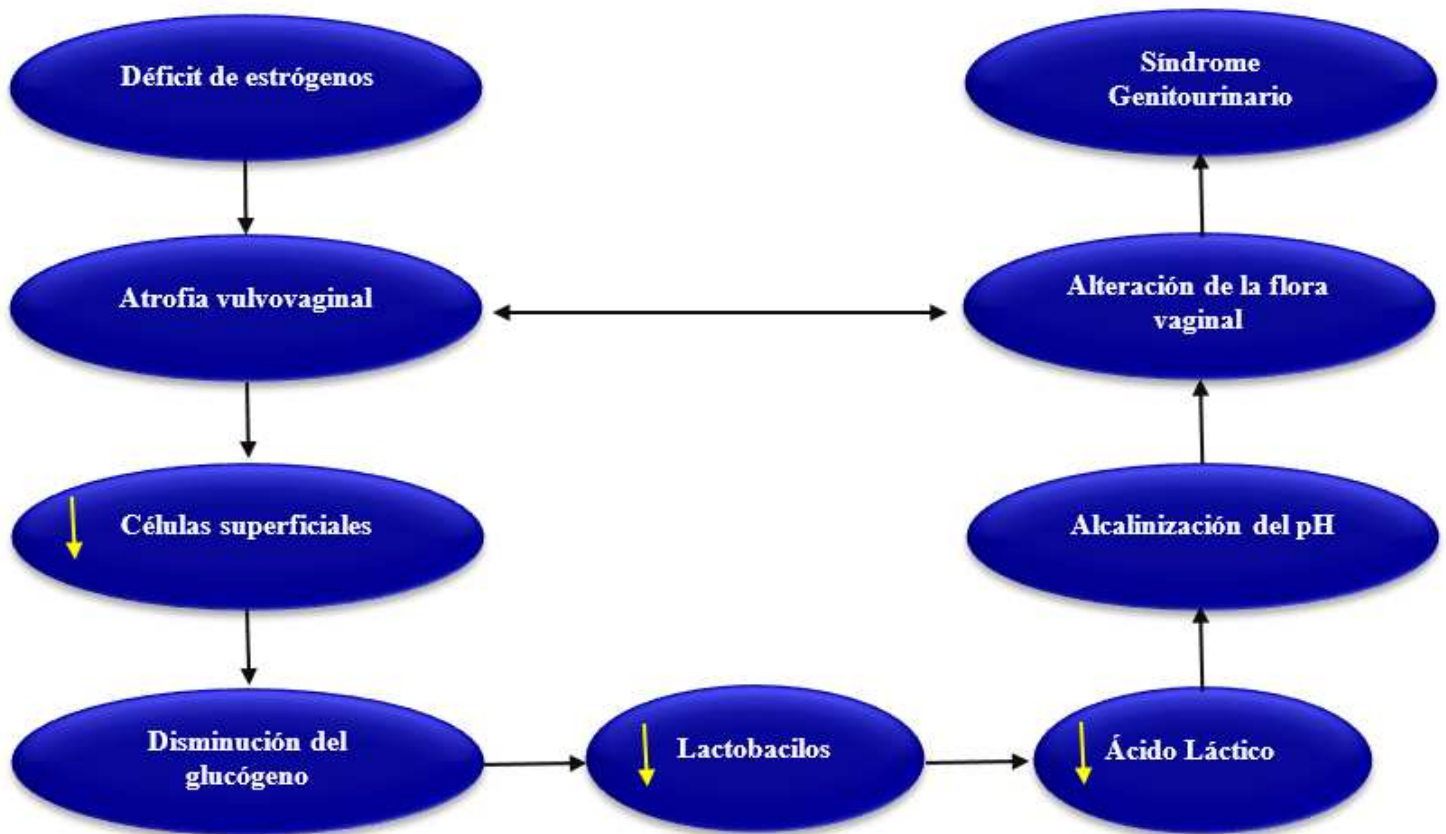 Déficit de estrógenos
Atrofia vulvovaginal
Células superficiales
Disminución del
glucógeno
Lactobacilos
Ácido Láctico
Alcalinización del pH
Alteración de la flora
vaginal
Síndrome
Genitourinario